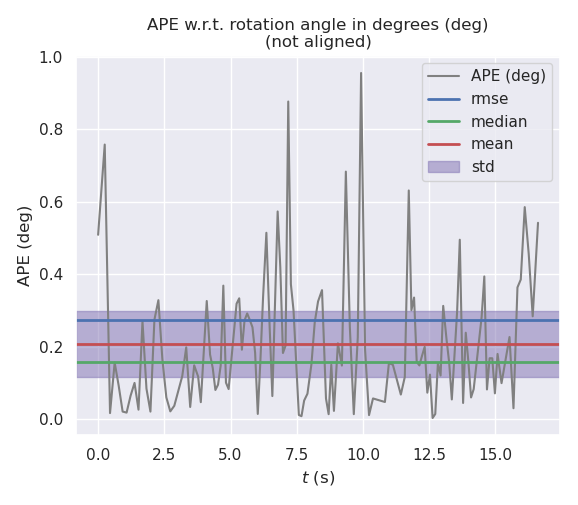 APE w.r.t. rotation angle in degrees (deg)
(not aligned)
APE (deg)
rmse
median
mean
std
APE (deg)
1.0
0.8
0.6
0.4
0.2
0.0
0.0 2.5 5.0 7.5 10.0 12.5 15.0
t (s)